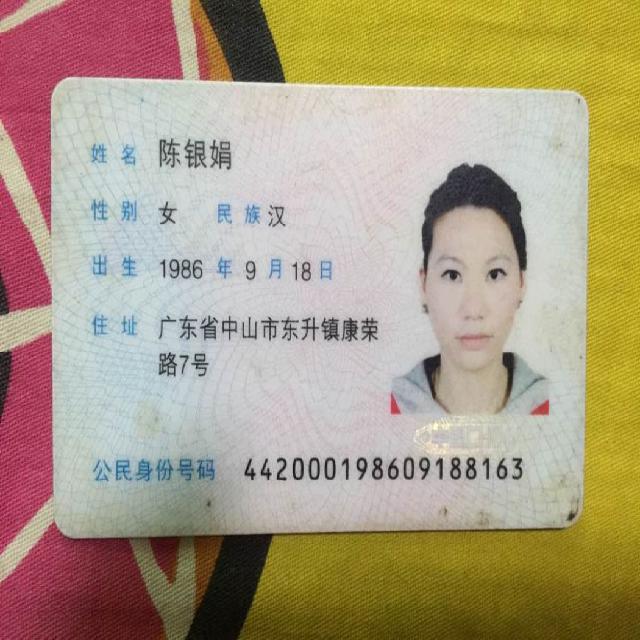 姓名 陈银娟
性别 女 民族 汉
出生 1986 年 9 月 18 日
住址 广东省中山市东升镇康荣
路7号
公民身份号码 442000198609188163